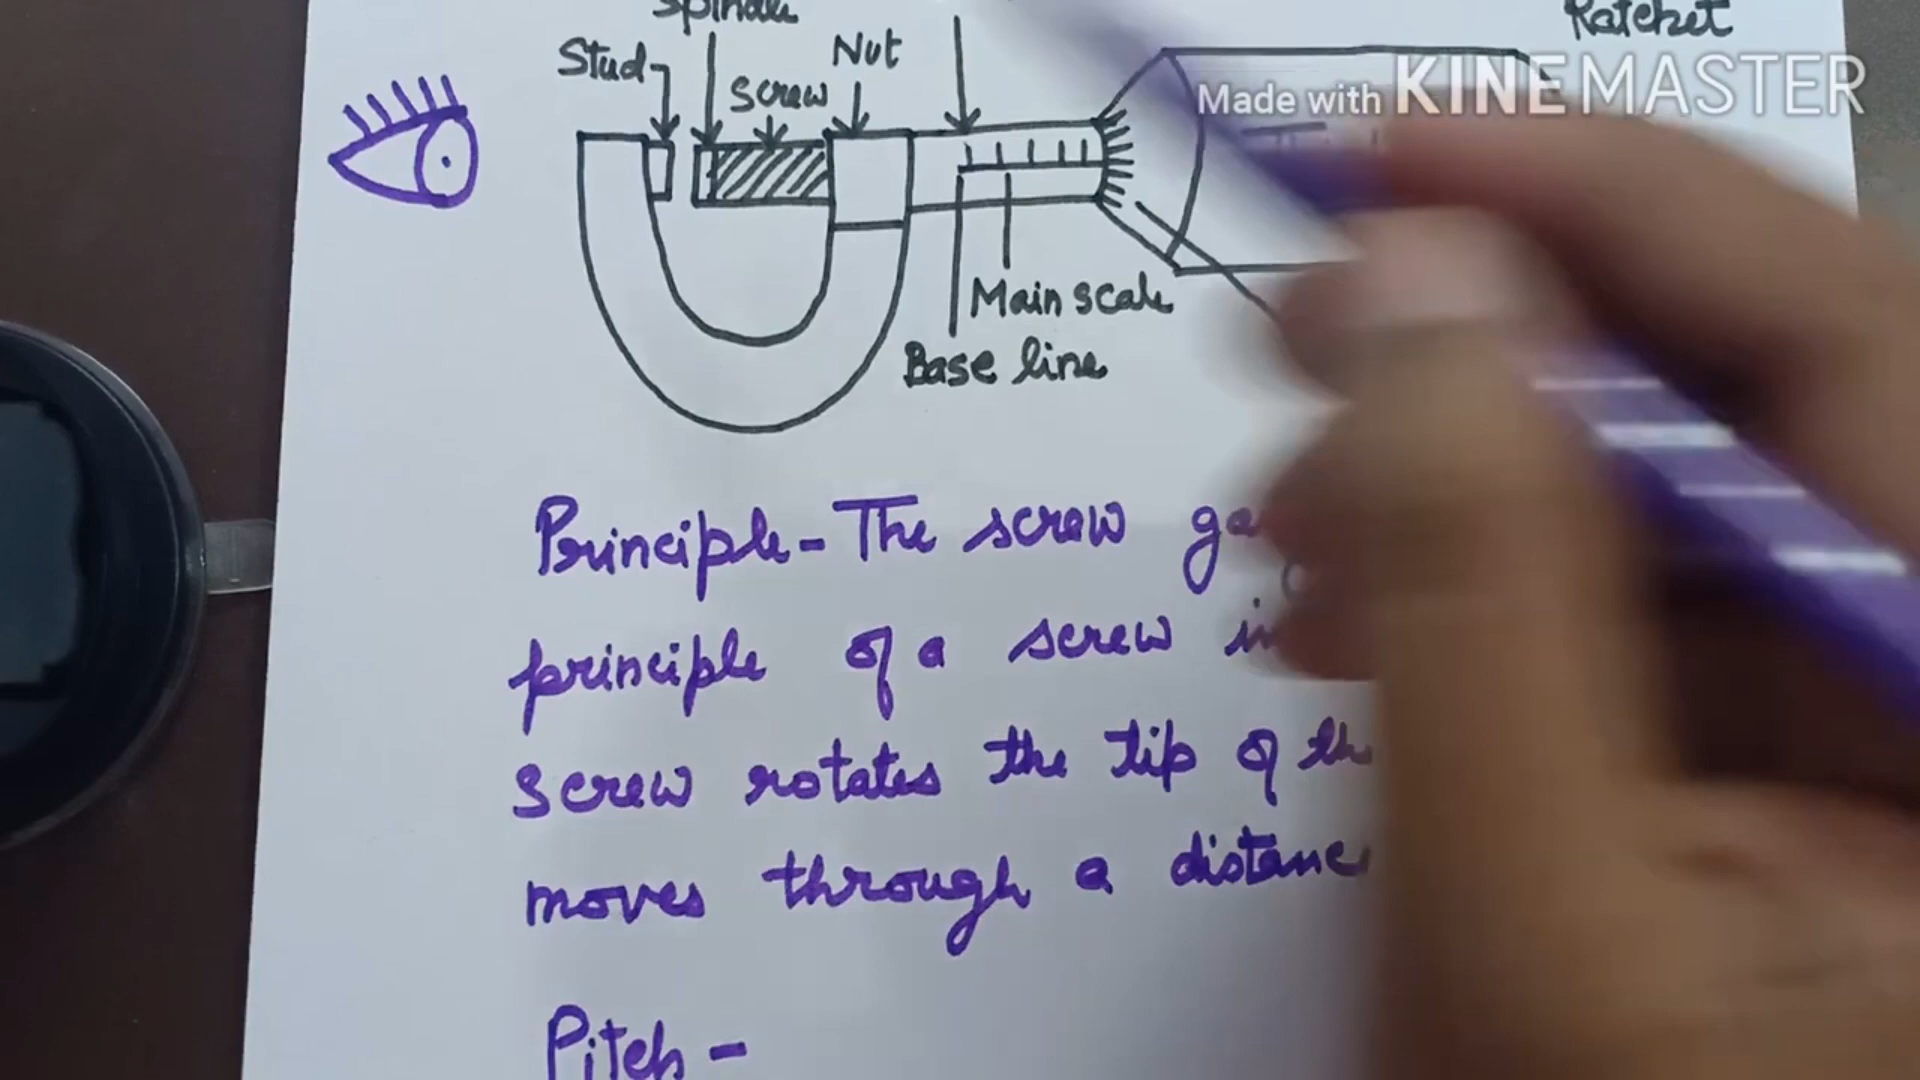 Spindle
Ratchet
Stud
Nut
Screw
Made with KINEMASTER
Main scale
Base line
Principle - The screw
principle of a screw
screw rotates the tip of
moves through a
Pitch -